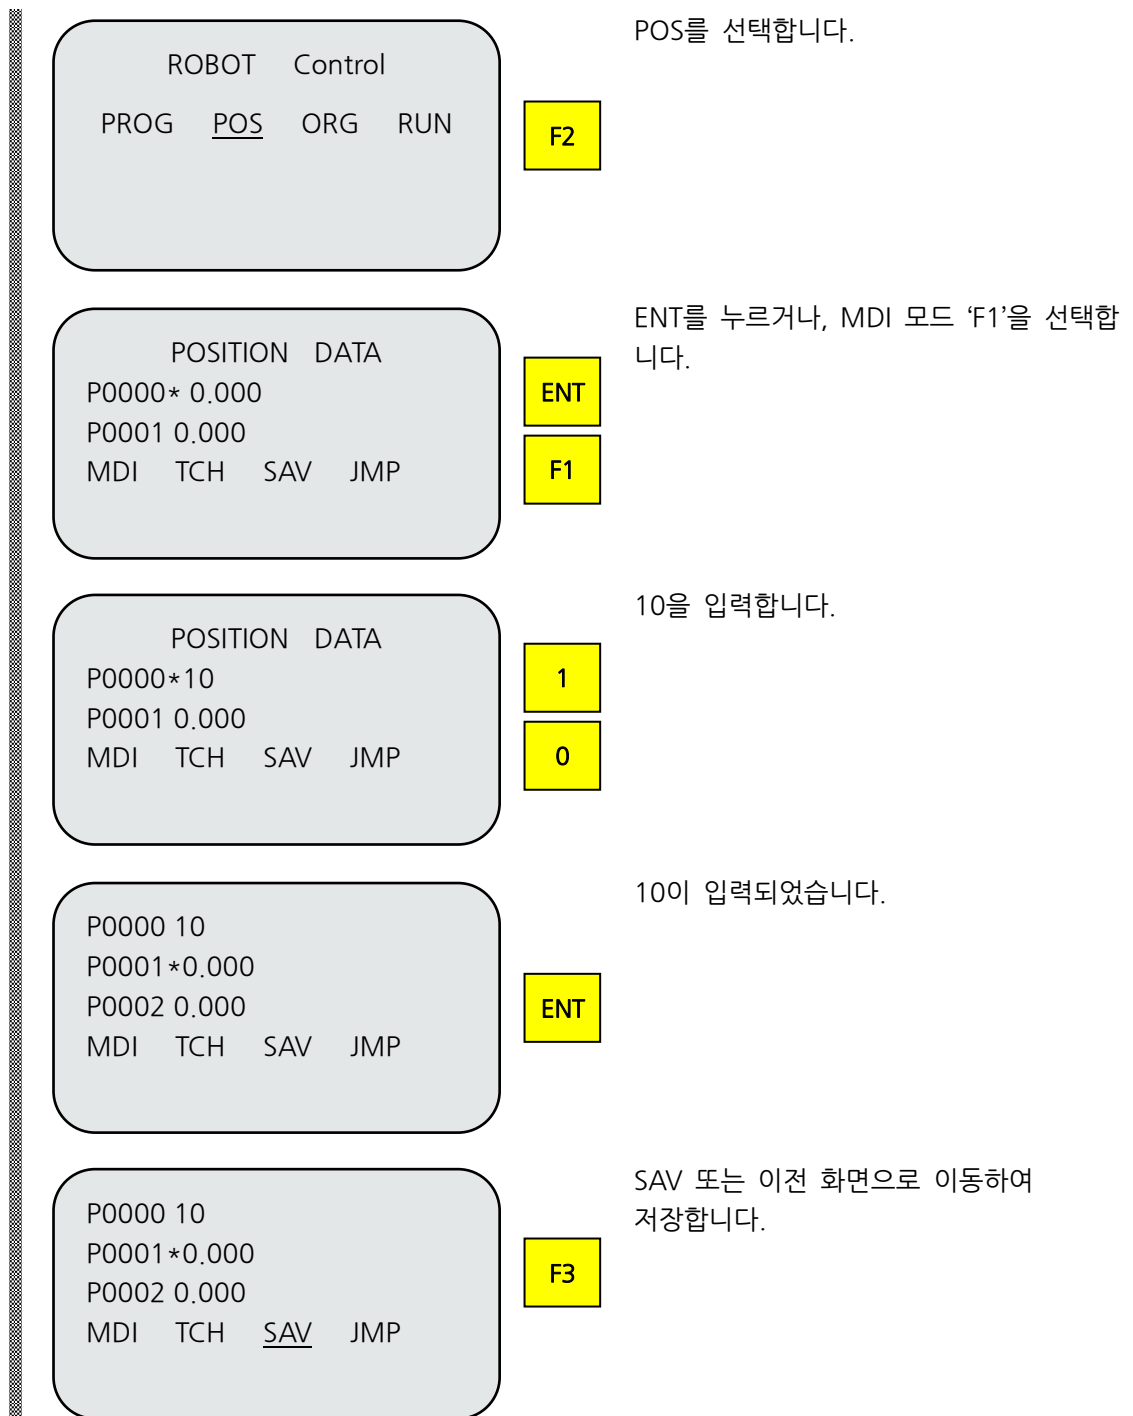 POS를 선택합니다.
ROBOT Control
PROG POS ORG RUN
F2
ENT를 누르거나, MDI 모드 ‘F1’을 선택합
니다.
POSITION DATA
P0000* 0.000
P0001 0.000
MDI TCH SAV JMP
ENT
F1
10을 입력합니다.
POSITION DATA
P0000*10
P0001 0.000
MDI TCH SAV JMP
1
0
10이 입력되었습니다.
P0000 10
P0001*0.000
P0002 0.000
MDI TCH SAV JMP
ENT
SAV 또는 이전 화면으로 이동하여
저장합니다.
P0000 10
P0001*0.000
P0002 0.000
MDI TCH SAV JMP
F3